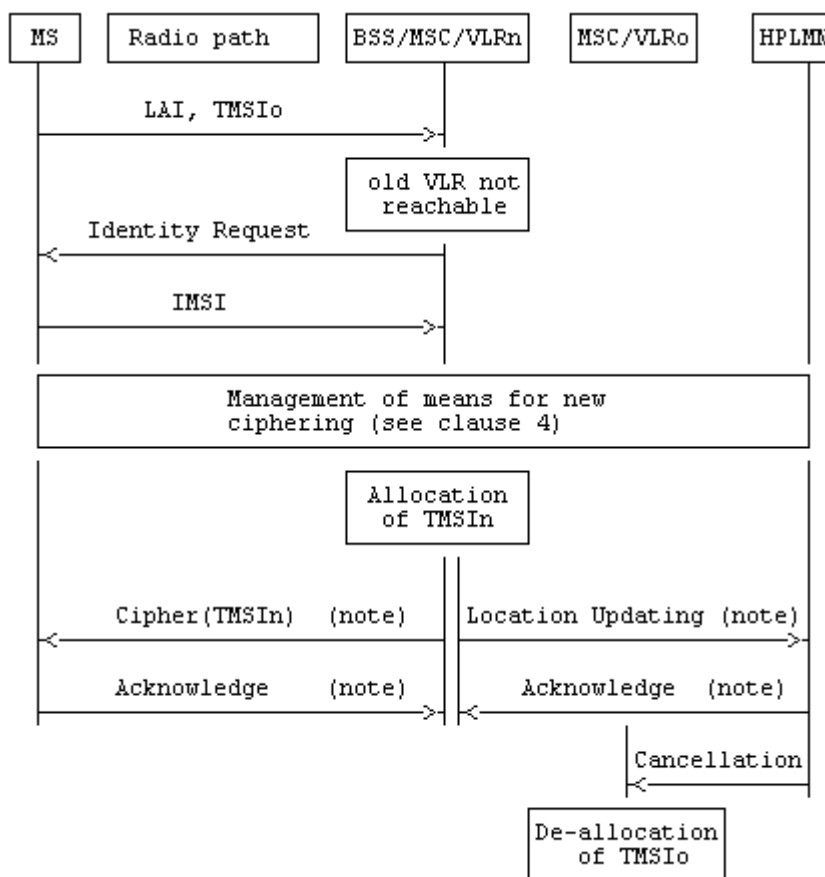 MS
Radio path
BSS/MSC/VLRn
MSC/VLRo
HPLMN
LAI, TMSIo
old VLR not
reachable
Identity Request
IMSI
Management of means for new
ciphering (see clause 4)
Allocation
of TMSIn
Cipher(TMSIn) (note)
Location Updating (note)
Acknowledge (note)
Acknowledge (note)
Cancellation
De-allocation
of TMSIo